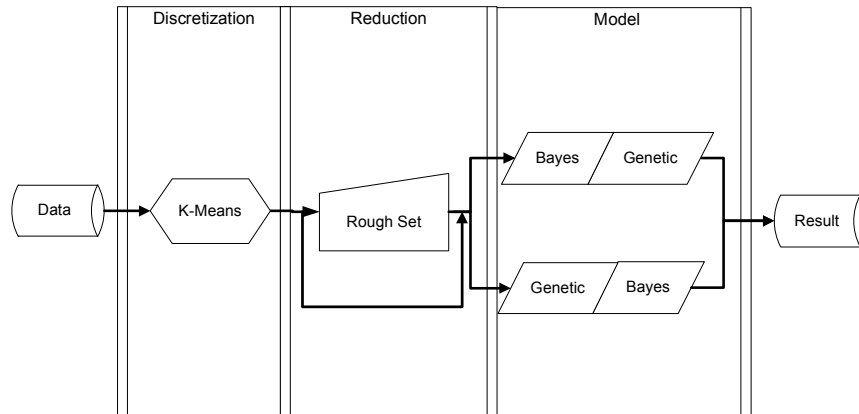 Discretization
Reduction
Model
Data
K-Means
Rough Set
Bayes
Genetic
Genetic
Bayes
Result